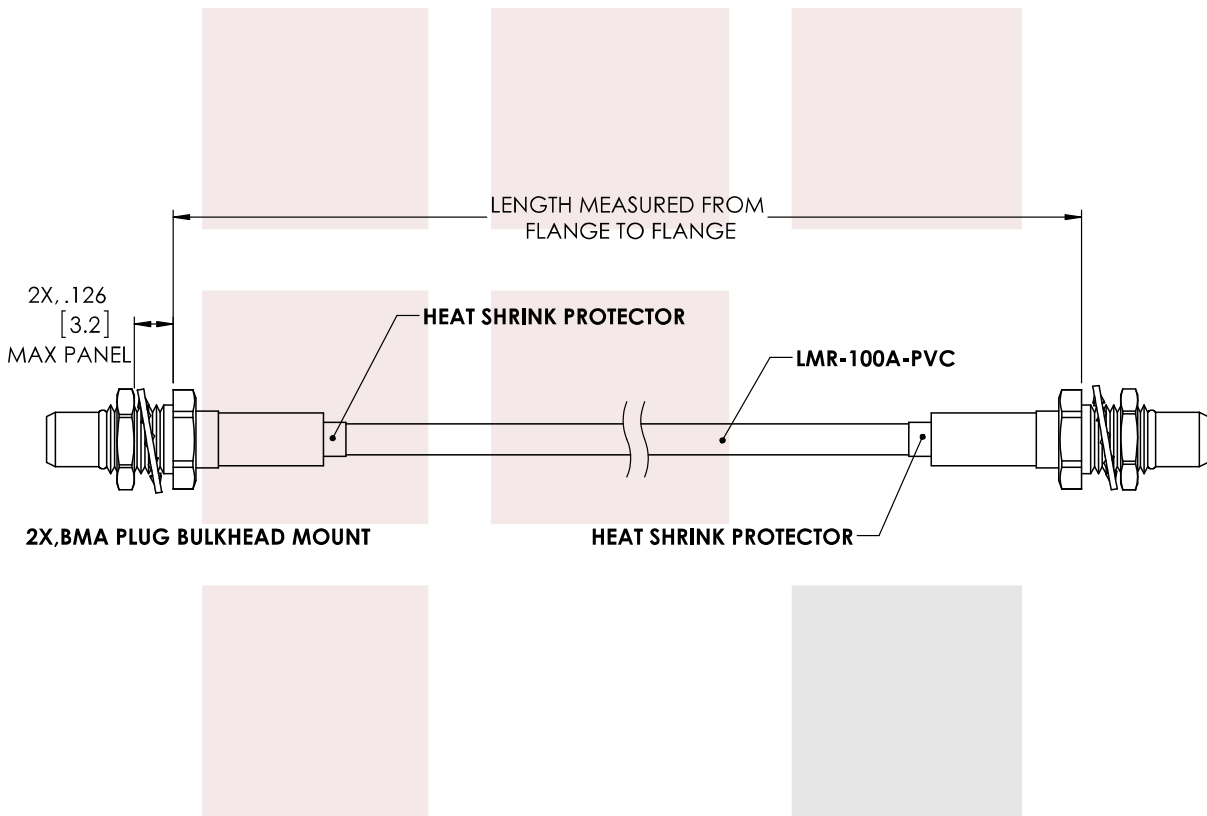 LENGTH MEASURED FROM
FLANGE TO FLANGE
2X, .126
[3.2]
MAX PANEL
HEAT SHRINK PROTECTOR
LMR-100A-PVC
2X,BMA PLUG BULKHEAD MOUNT
HEAT SHRINK PROTECTOR